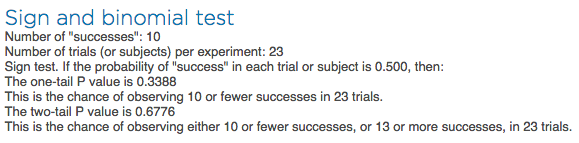 Sign and binomial test
Number of "successes": 10
Number of trials (or subjects) per experiment: 23
Sign test. If the probability of "success" in each trial or subject is 0.500, then:
The one-tail P value is 0.3388
This is the chance of observing 10 or fewer successes in 23 trials.
The two-tail P value is 0.6776
This is the chance of observing either 10 or fewer successes, or 13 or more successes, in 23 trials.